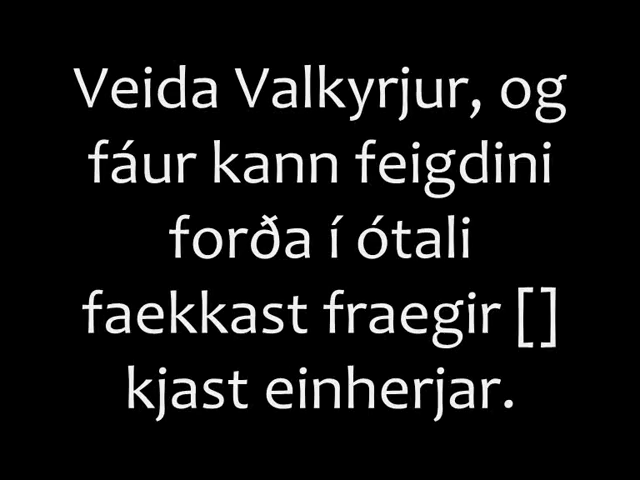 Veida Valkyrjur, og
fáur kann feigdini
forða í ótali
faekkast fraegir []
kjast einherjar.